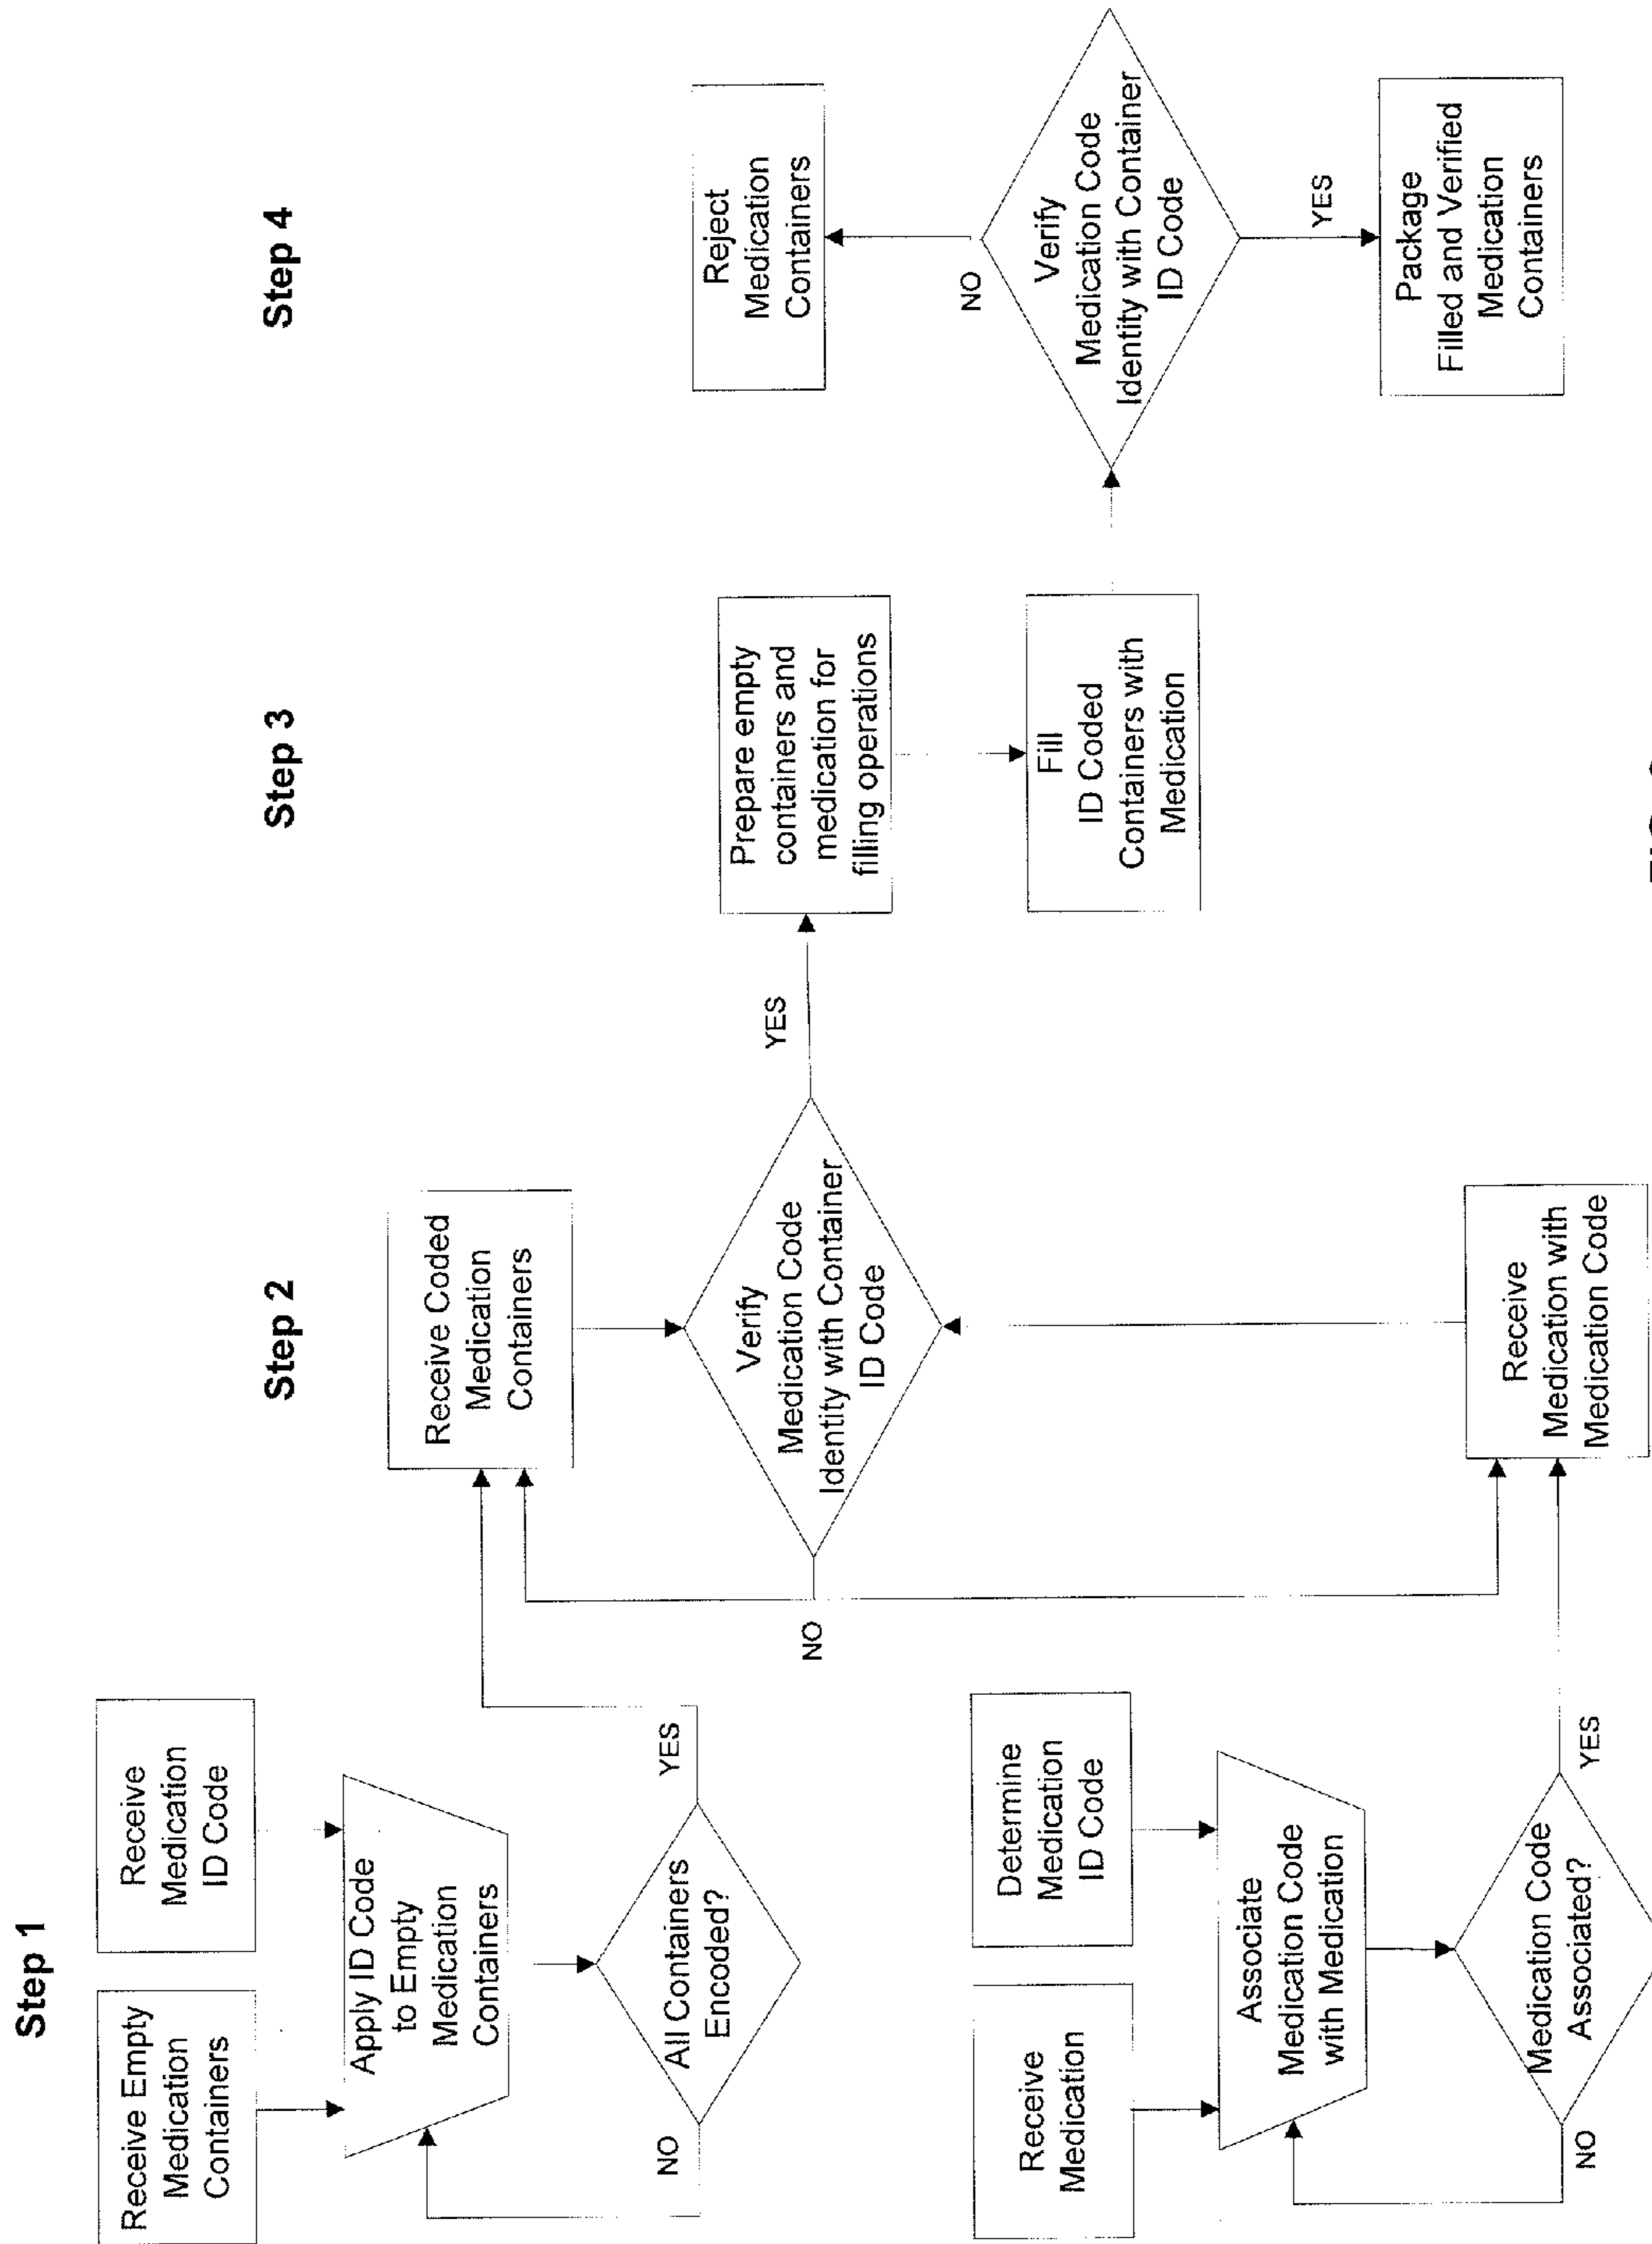 Step 1
Receive Empty
Medication
Containers
Receive
Medication
ID Code
Apply ID Code
to Empty
Medication
Containers
All Containers
Encoded?
NO
YES
Receive
Medication
Determine
Medication
ID Code
Associate
Medication Code
with Medication
Medication Code
Associated?
NO
YES
Step 2
Receive Coded
Medication
Containers
Verify
Medication Code
Identity with Container
ID Code
NO
YES
Receive
Medication with
Medication Code
Step 3
Prepare empty
containers and
medication for
filling operations
Fill
ID Coded
Containers with
Medication
Step 4
Reject
Medication
Containers
NO
Verify
Medication Code
Identity with Container
ID Code
YES
Package
Filled and Verified
Medication
Containers